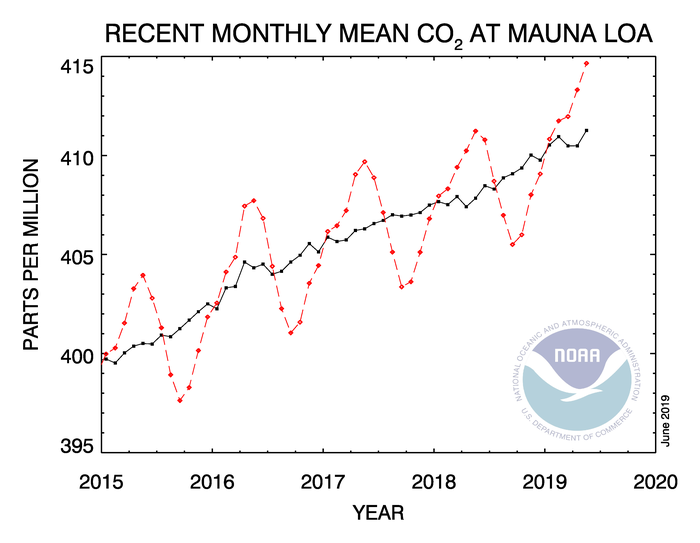 RECENT MONTHLY MEAN CO₂ AT MAUNA LOA
PARTS PER MILLION
415
410
405
400
395
2015 2016 2017 2018 2019 2020
YEAR
NATIONAL OCEANIC AND ATMOSPHERIC ADMINISTRATION
NOAA
U.S. DEPARTMENT OF COMMERCE
June 2019